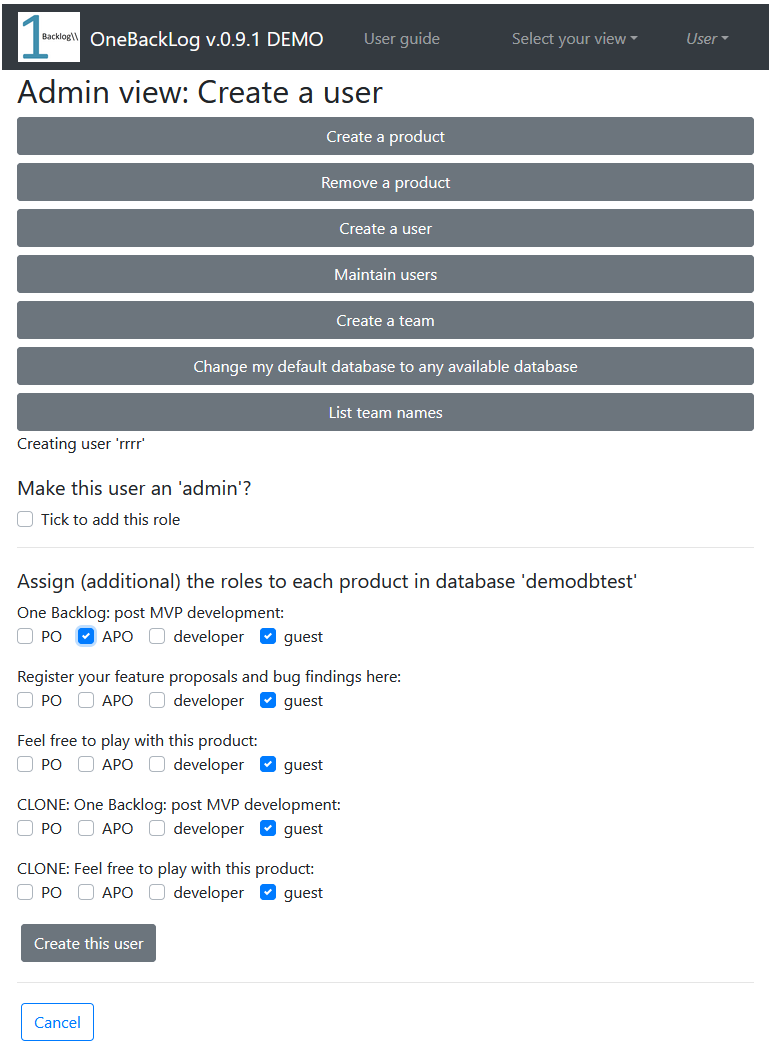 1 Backlog\\ OneBackLog v.0.9.1 DEMO User guide Select your view User
Admin view: Create a user
Create a product
Remove a product
Create a user
Maintain users
Create a team
Change my default database to any available database
List team names
Creating user 'rrrr'
Make this user an 'admin'?
Tick to add this role
Assign (additional) the roles to each product in database 'demodbtest'
One Backlog: post MVP development:
PO APO developer guest
Register your feature proposals and bug findings here:
PO APO developer guest
Feel free to play with this product:
PO APO developer guest
CLONE: One Backlog: post MVP development:
PO APO developer guest
CLONE: Feel free to play with this product:
PO APO developer guest
Create this user
Cancel